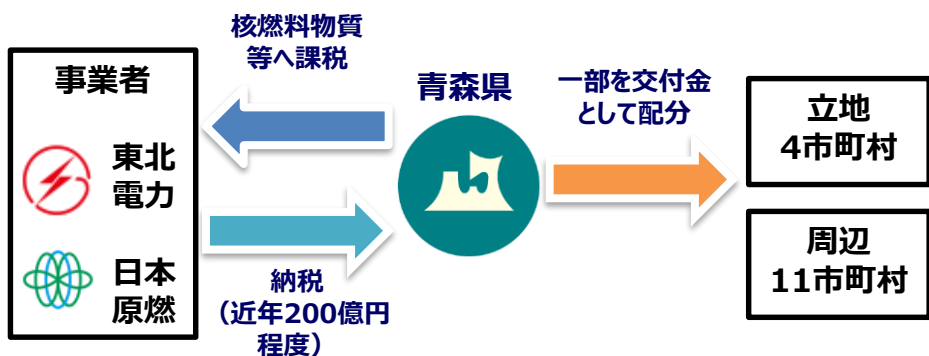 事業者
東北
電力
日本
原燃
核燃料物質
等へ課税
納税
（近年200億円
程度）
青森県
一部を交付金
として配分
立地
4市町村
周辺
11市町村